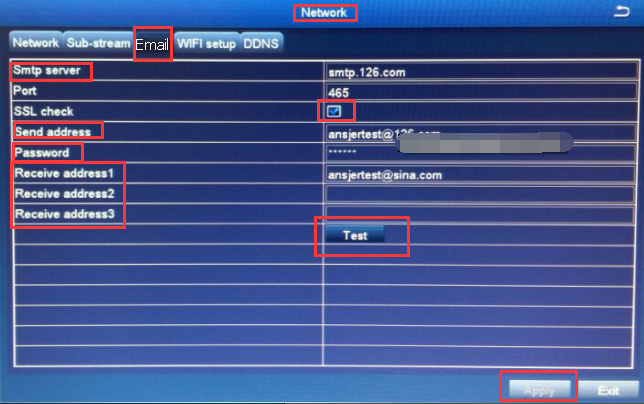 Network
Network Sub-stream Email WIFI setup DDNS
Smtp server smtp.126.com
Port 465
SSL check
Send address ansjertest@126.com
Password ******
Receive address1 ansjertest@sina.com
Receive address2
Receive address3
Test
Apply Exit